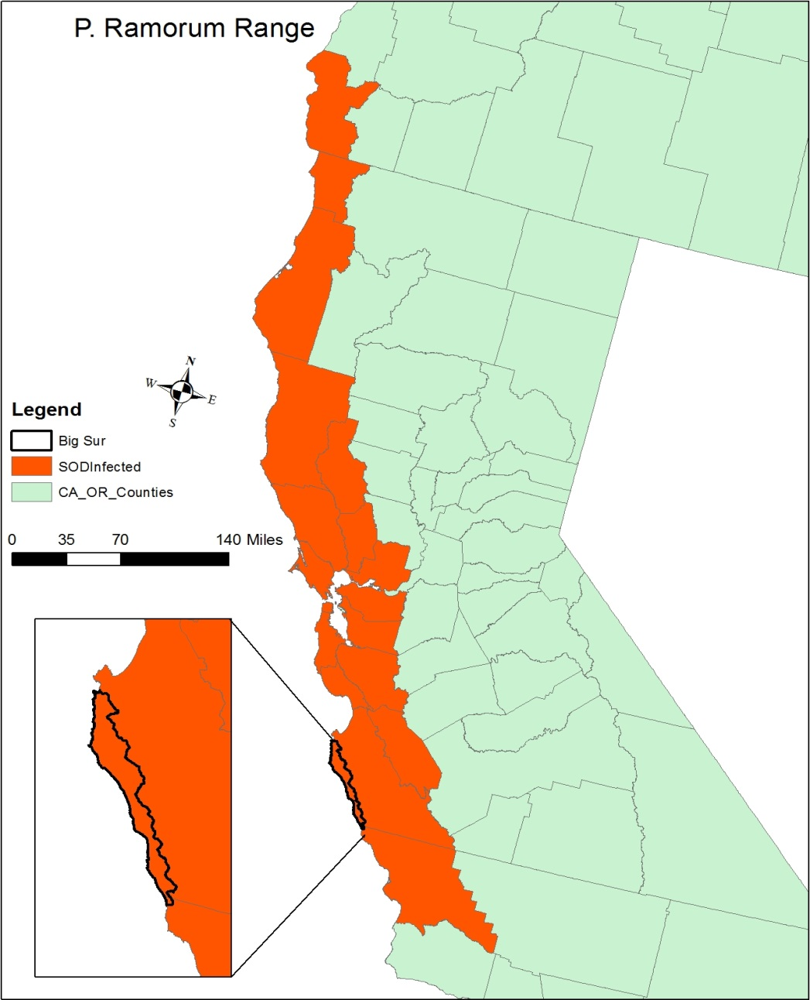 P. Ramorum Range
N
W
E
S
Legend
Big Sur
SODInfected
CA_OR_Counties
0 35 70 140 Miles